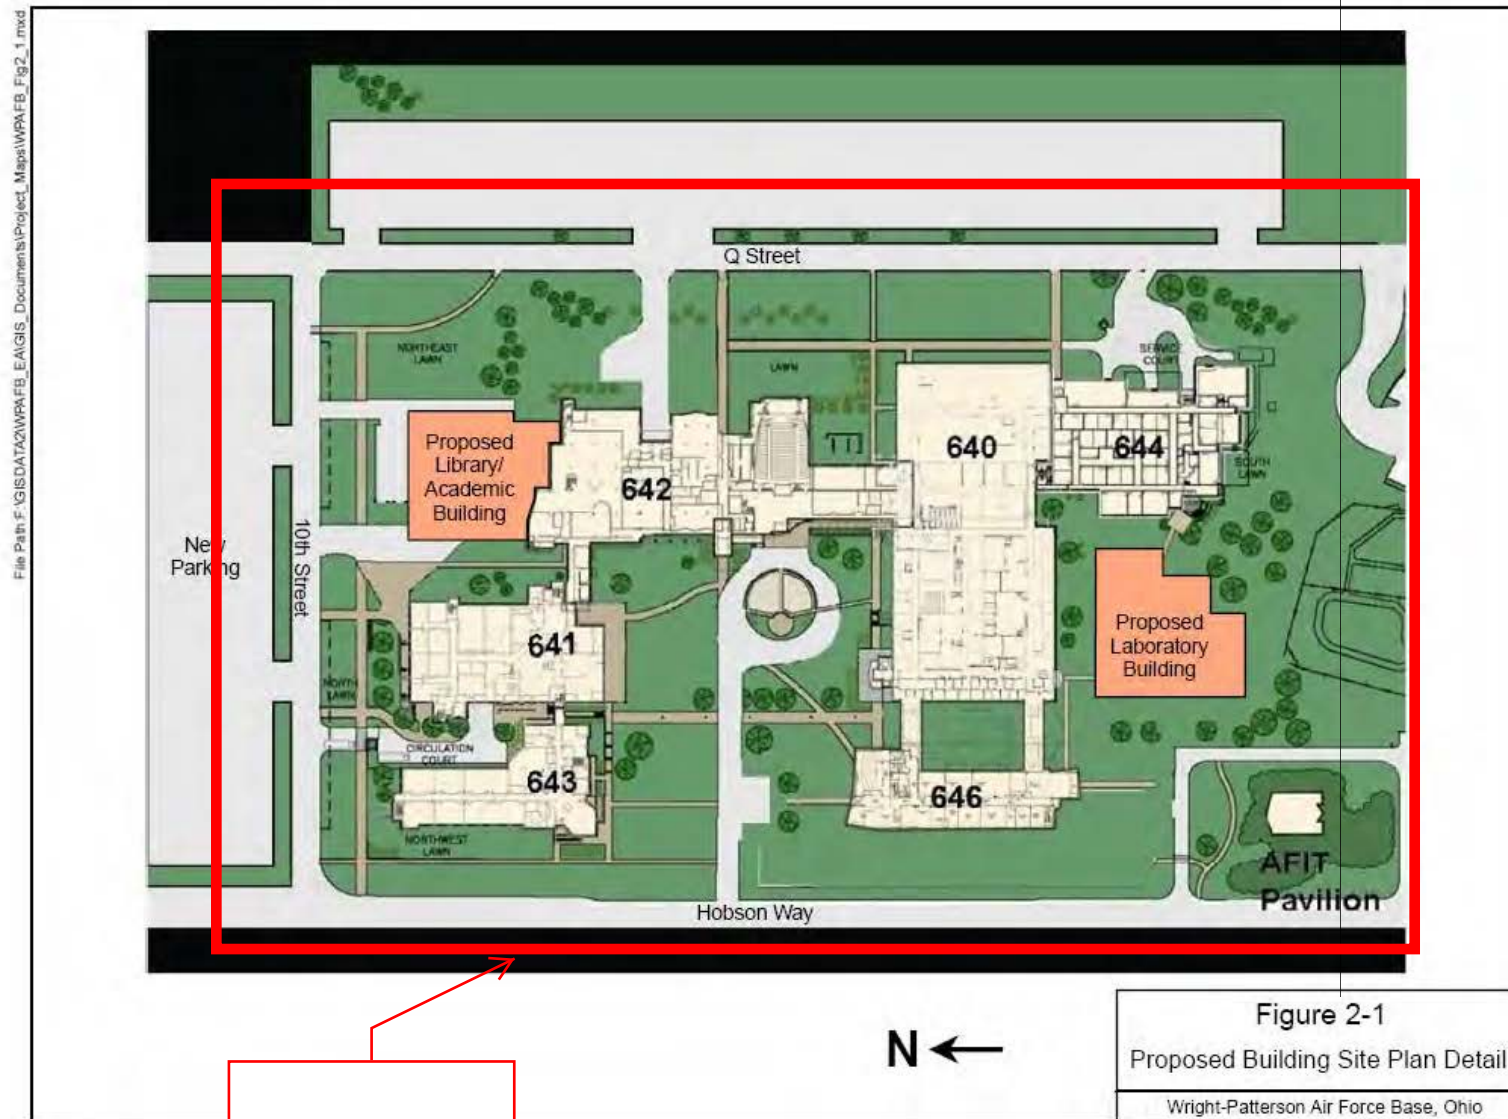 File Path F:\GISDATA2\WPAFB_EA\GIS_Documents\Project_Maps\WPAFB_Fig2_1.mxd
Q Street
NORTHEAST
LAWN
LAWN
SERVICE
COURT
Proposed
Library/
Academic
Building
642
640
644
SOUTH
LAWN
New
Parking
10th Street
641
Proposed
Laboratory
Building
NORTH
LAWN
CIRCULATION
COURT
643
646
NORTHWEST
LAWN
AFIT
Pavilion
Hobson Way
N
Figure 2-1
Proposed Building Site Plan Detail
Wright-Patterson Air Force Base, Ohio